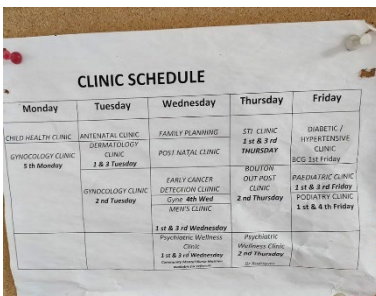 CLINIC SCHEDULE
Monday Tuesday Wednesday Thursday Friday
CHILD HEALTH CLINIC
GYNOCOLOGY CLINIC
5th Monday
ANTENATAL CLINIC
DERMATOLOGY
CLINIC
1 & 3 Tuesday
GYNOCOLOGY CLINIC
2nd Tuesday
FAMILY PLANNING
POST NATAL CLINIC
EARLY CANCER
DETECTION CLINIC
Gyne 4th Wed
MEN'S CLINIC
1st & 3rd Wednesday
Psychiatric Wellness
Clinic
1st & 3rd Wednesday
STI CLINIC
1st & 3rd
THURSDAY
BOUTON
OUT POST
CLINIC
2nd Thursday
Psychiatric
Wellness Clinic
2nd Thursday
DIABETIC /
HYPERTENSIVE
CLINIC
BCG 1st Friday
PAEDIATRIC CLINIC
1st & 3rd Friday
PODIATRY CLINIC
1st & 4th Friday